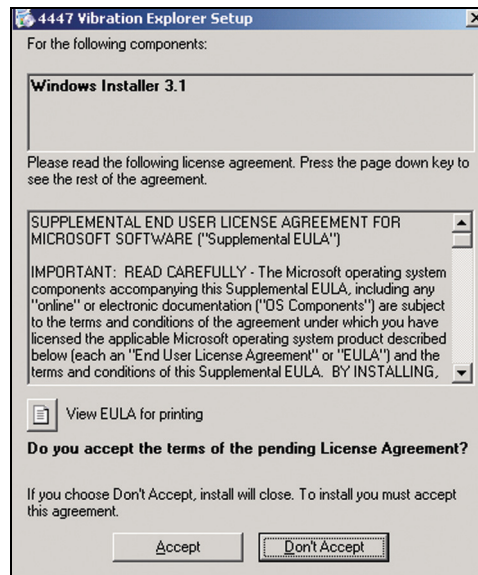 4447 Vibration Explorer Setup
For the following components:
Windows Installer 3.1
Please read the following license agreement. Press the page down key to
see the rest of the agreement.
SUPPLEMENTAL END USER LICENSE AGREEMENT FOR
MICROSOFT SOFTWARE ("Supplemental EULA")
IMPORTANT: READ CAREFULLY - The Microsoft operating system
components accompanying this Supplemental EULA, including any
"online" or electronic documentation ("OS Components") are subject
to the terms and conditions of the agreement under which you have
licensed the applicable Microsoft operating system product described
below (each an "End User License Agreement" or "EULA") and the
terms and conditions of this Supplemental EULA. BY INSTALLING,
View EULA for printing
Do you accept the terms of the pending License Agreement?
If you choose Don't Accept, install will close. To install you must accept
this agreement.
Accept
Don't Accept